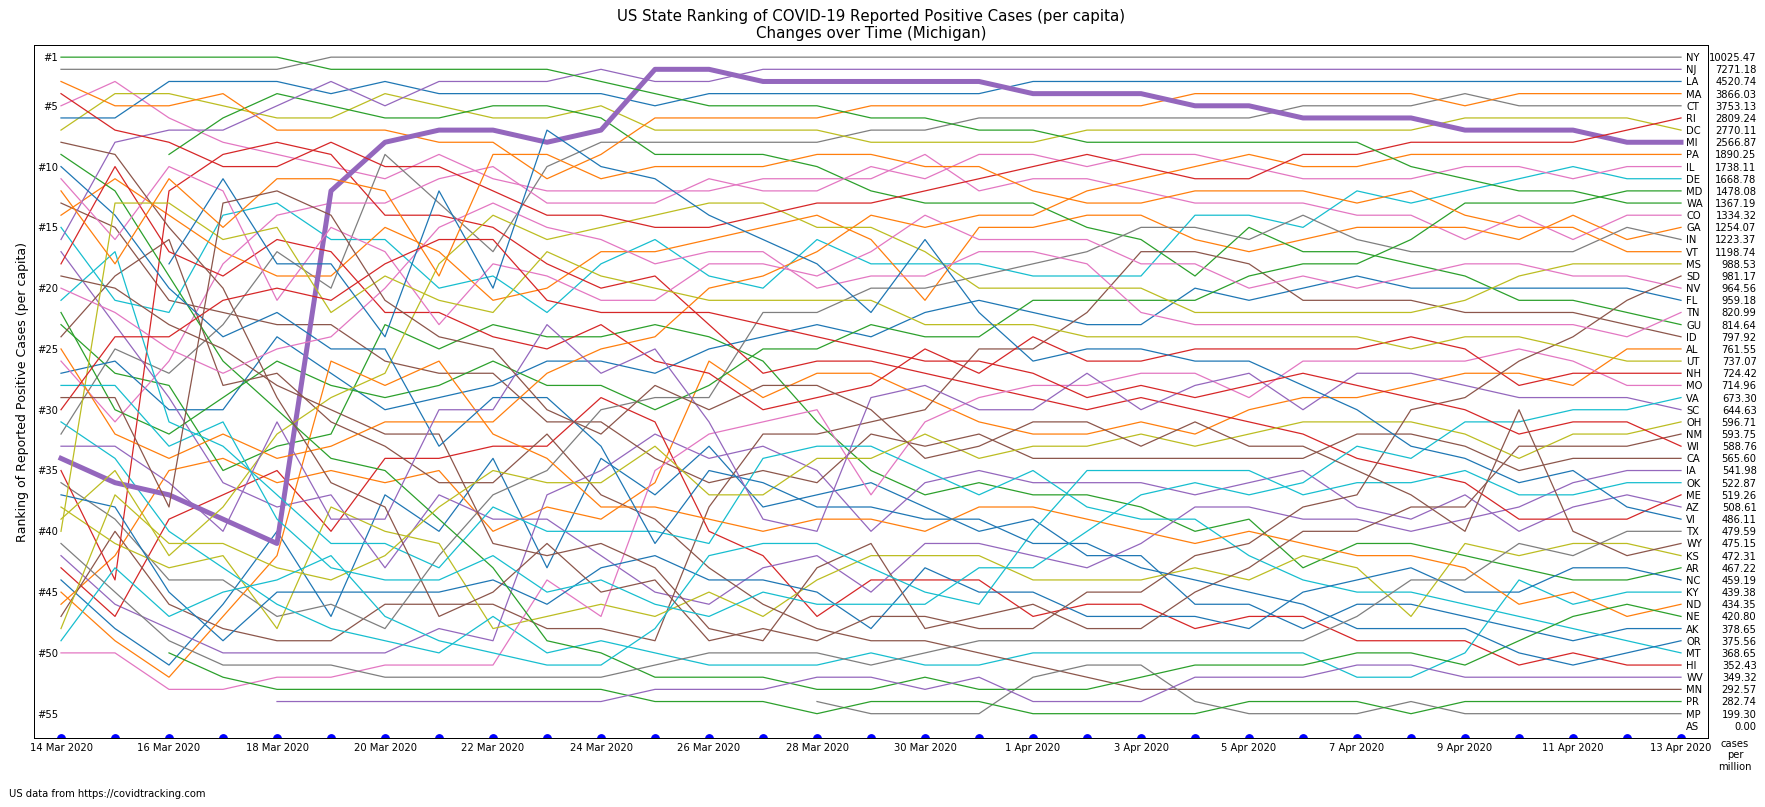 US State Ranking of COVID-19 Reported Positive Cases (per capita)
Changes over Time (Michigan)
Ranking of Reported Positive Cases (per capita)
#1
#5
#10
#15
#20
#25
#30
#35
#40
#45
#50
#55
NY 10025.47
NJ 7271.18
LA 4520.74
MA 3866.03
CT 3753.13
RI 2809.24
DC 2770.11
MI 2566.87
PA 1890.25
IL 1738.11
DE 1668.78
MD 1478.08
WA 1367.19
CO 1334.32
GA 1254.07
IN 1223.37
VT 1198.74
MS 988.53
SD 981.17
NV 964.56
FL 959.18
TN 820.99
GU 814.64
ID 797.92
AL 761.55
UT 737.07
NH 724.42
MO 714.96
VA 673.30
SC 644.63
OH 596.71
NM 593.75
WI 588.76
CA 565.60
IA 541.98
OK 522.87
ME 519.26
AZ 508.61
VI 486.11
TX 479.59
WY 475.15
KS 472.31
AR 467.22
NC 459.19
KY 439.38
ND 434.35
NE 420.80
AK 378.65
OR 375.56
MT 368.65
HI 352.43
WV 349.32
MN 292.57
PR 282.74
MP 199.30
AS 0.00
14 Mar 2020 16 Mar 2020 18 Mar 2020 20 Mar 2020 22 Mar 2020 24 Mar 2020 26 Mar 2020 28 Mar 2020 30 Mar 2020 1 Apr 2020 3 Apr 2020 5 Apr 2020 7 Apr 2020 9 Apr 2020 11 Apr 2020 13 Apr 2020
cases
per
million
US data from https://covidtracking.com